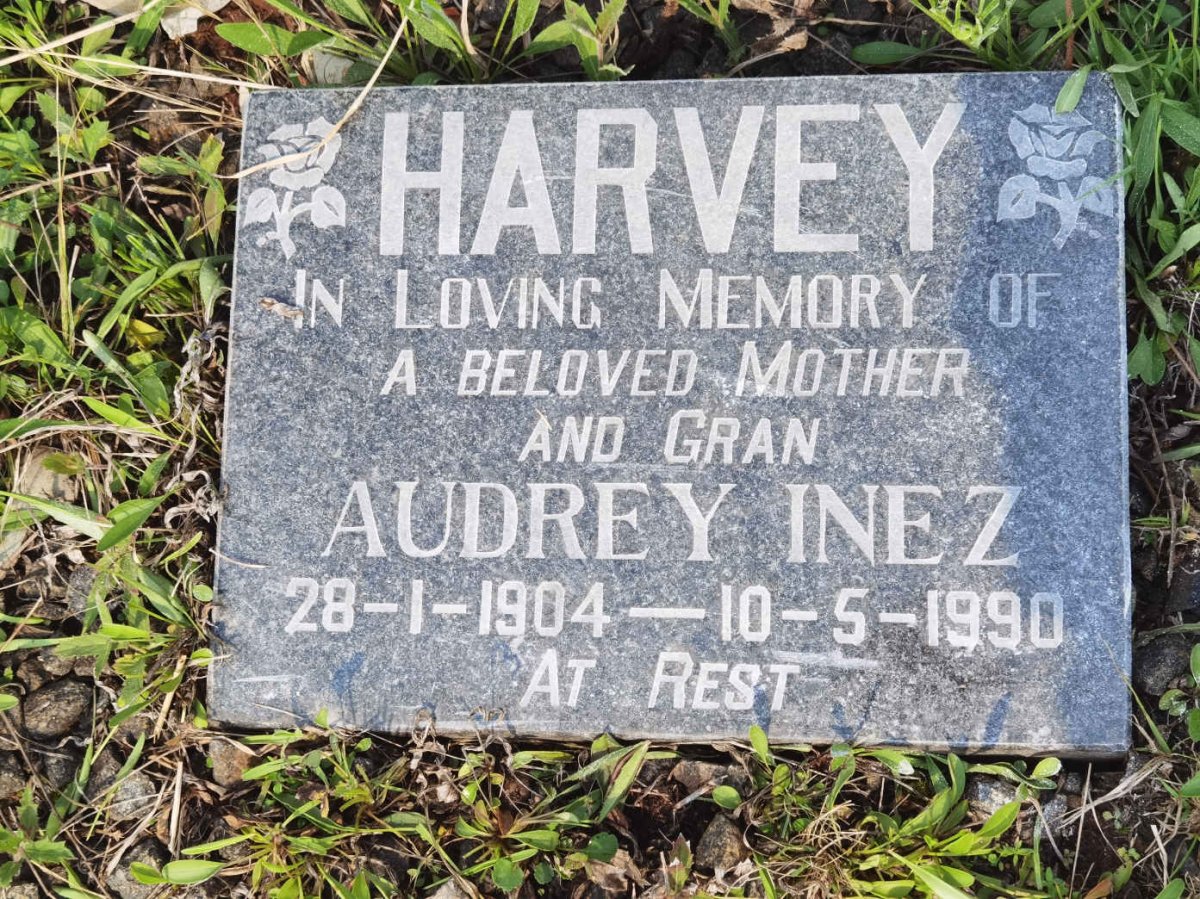 HARVEY
IN LOVING MEMORY OF
A BELOVED MOTHER
AND GRAN
AUDREY INEZ
28-1-1904 — 10-5-1990
AT REST